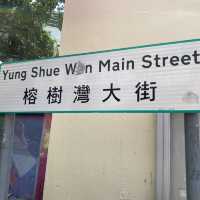 Yung Shue Wan Main Street
榕樹灣大街